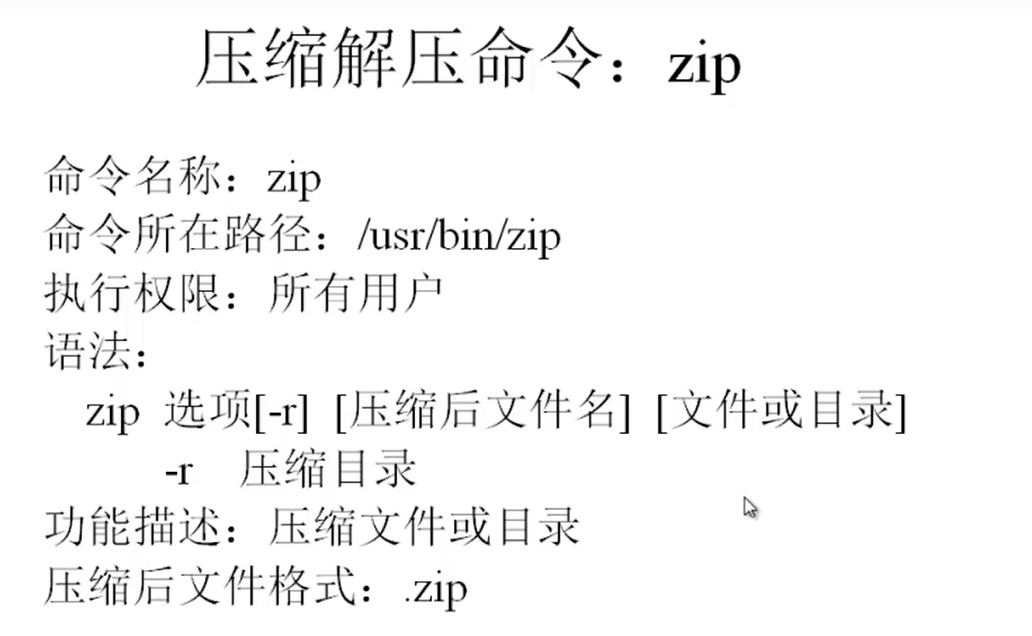 压缩解压命令：zip
命令名称：zip
命令所在路径：/usr/bin/zip
执行权限：所有用户
语法：
zip 选项[-r] [压缩后文件名] [文件或目录]
-r 压缩目录
功能描述：压缩文件或目录
压缩后文件格式：.zip